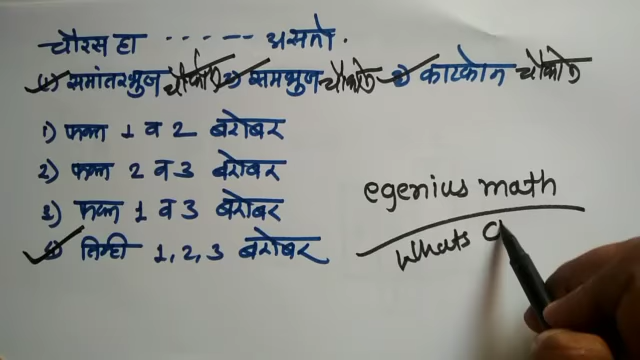 चौरस हा ------ असतो.
1) समांतरभुज चौकोन 2) समभुज चौकोन 3) काटकोन चौकोन
1) फक्त 1 व 2 बरोबर
2) फक्त 2 व 3 बरोबर
3) फक्त 1 व 3 बरोबर
4) तिन्ही 1, 2, 3 बरोबर
egenius math
Whats